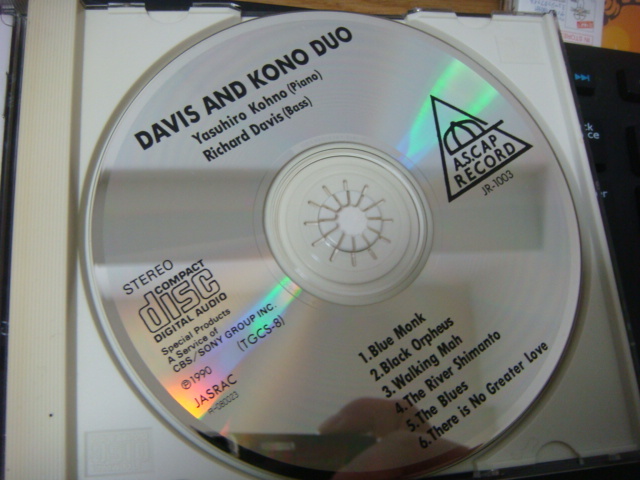 DAVIS AND KONO DUO
Yasuhiro Kohno (Piano)
Richard Davis (Bass)
A.S.CAP
RECORD
JR-1003
STEREO
COMPACT
disc
DIGITAL AUDIO
Special Products
A Service of
CBS/SONY GROUP INC.
(TGCS-8)
℗1990
JASRAC
R-080023
1.Blue Monk
2.Black Orpheus
3.Walking Mah
4.The River Shimanto
5.The Blues
6.There is No Greater Love